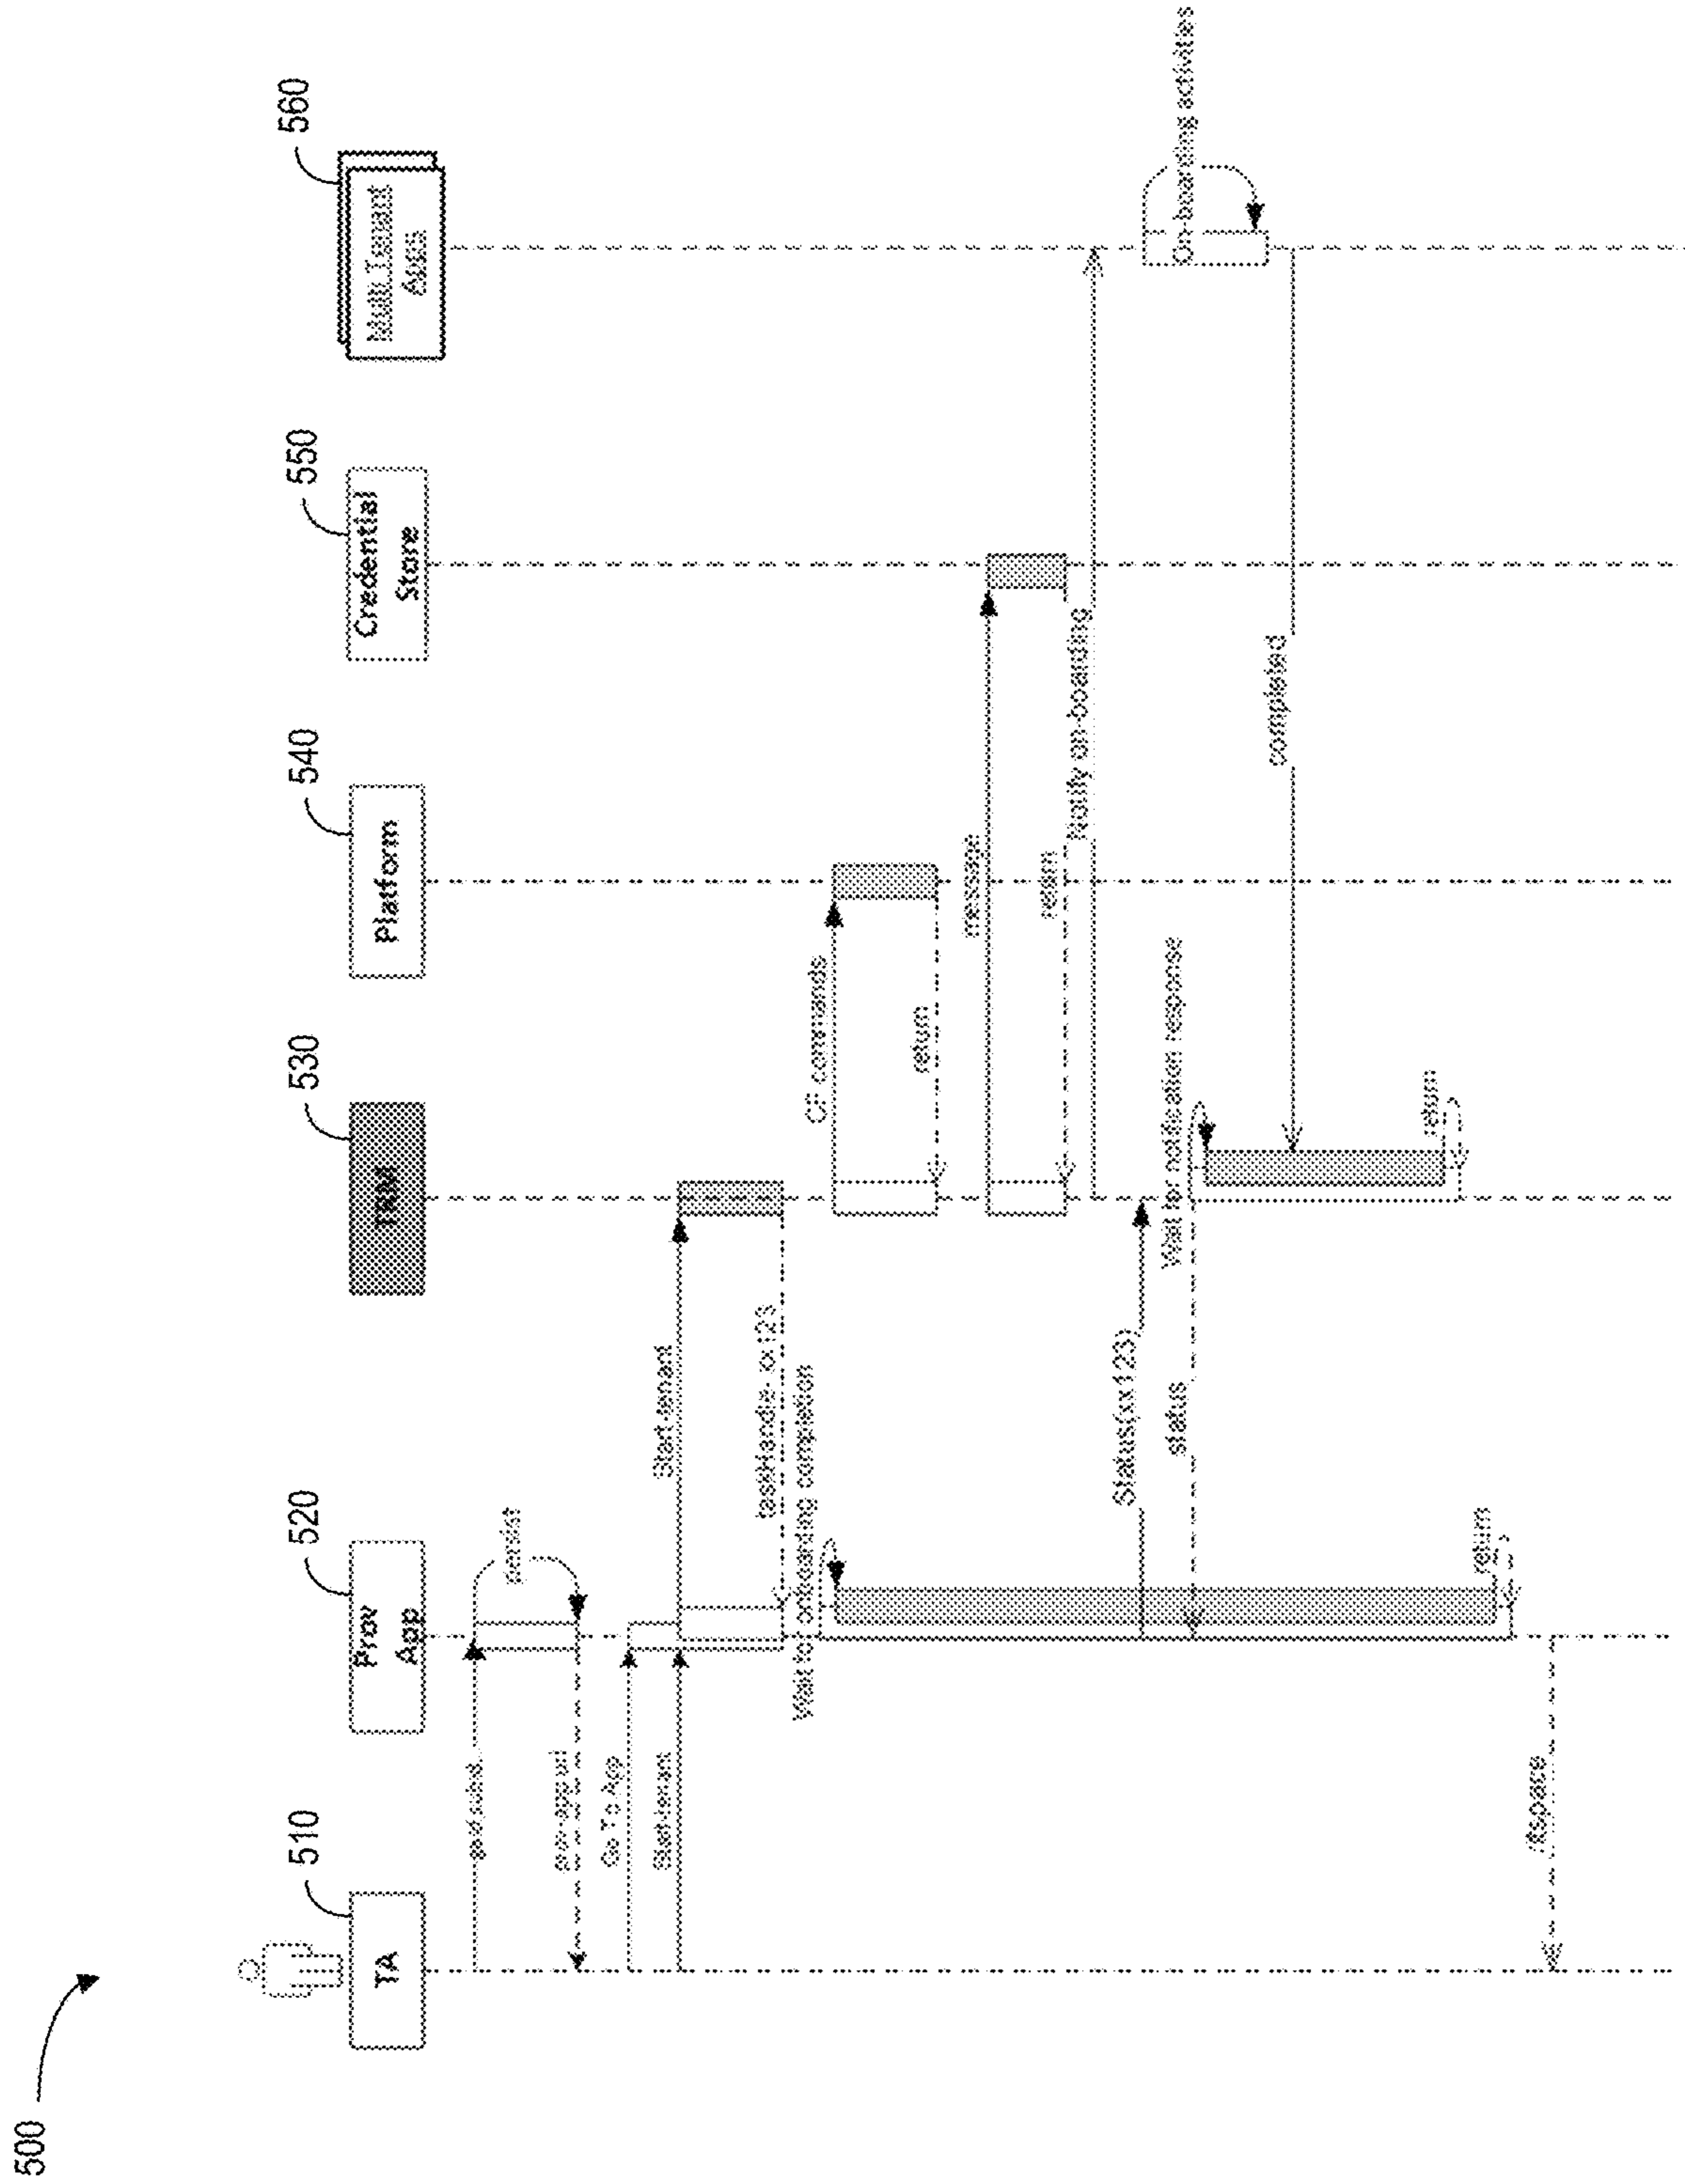 500
510
520
530
540
550
560
TA
Prov
App
TRM
Platform
Credential
Store
Multi Tenant
Apps
persist
Go To App
Start-tenant
Start-tenant
taskHandle- xx123
Wait for onboarding completion
CF commands
return
message
return
Notify on-boarding
Status(xx123)
On-boarding activities
Wait for notification response
status
completed
return
return